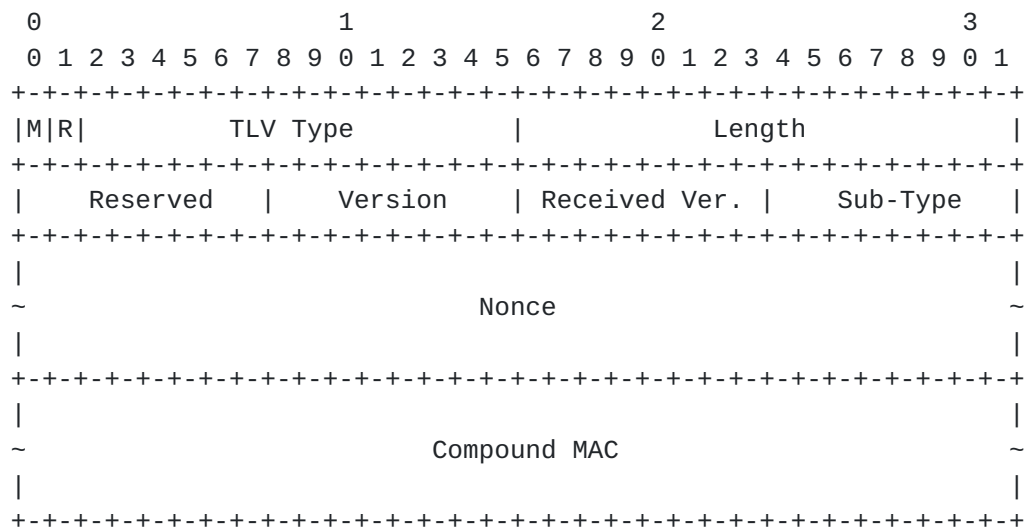 0                   1                   2                   3
 0 1 2 3 4 5 6 7 8 9 0 1 2 3 4 5 6 7 8 9 0 1 2 3 4 5 6 7 8 9 0 1
+-+-+-+-+-+-+-+-+-+-+-+-+-+-+-+-+-+-+-+-+-+-+-+-+-+-+-+-+-+-+-+-+
|M|R|         TLV Type          |            Length             |
+-+-+-+-+-+-+-+-+-+-+-+-+-+-+-+-+-+-+-+-+-+-+-+-+-+-+-+-+-+-+-+-+
|    Reserved   |    Version    | Received Ver. |    Sub-Type   |
+-+-+-+-+-+-+-+-+-+-+-+-+-+-+-+-+-+-+-+-+-+-+-+-+-+-+-+-+-+-+-+-+
|                                                               |
~                             Nonce                             ~
|                                                               |
+-+-+-+-+-+-+-+-+-+-+-+-+-+-+-+-+-+-+-+-+-+-+-+-+-+-+-+-+-+-+-+-+
|                                                               |
~                          Compound MAC                         ~
|                                                               |
+-+-+-+-+-+-+-+-+-+-+-+-+-+-+-+-+-+-+-+-+-+-+-+-+-+-+-+-+-+-+-+-+